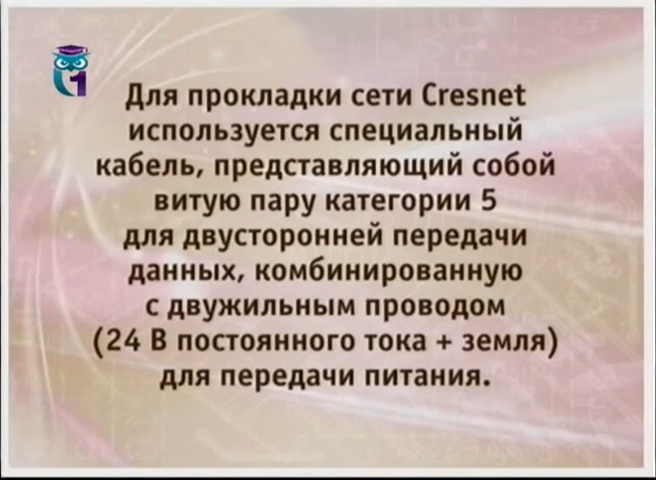 1
Для прокладки сети Cresnet
используется специальный
кабель, представляющий собой
витую пару категории 5
для двусторонней передачи
данных, комбинированную
с двужильным проводом
(24 В постоянного тока + земля)
для передачи питания.